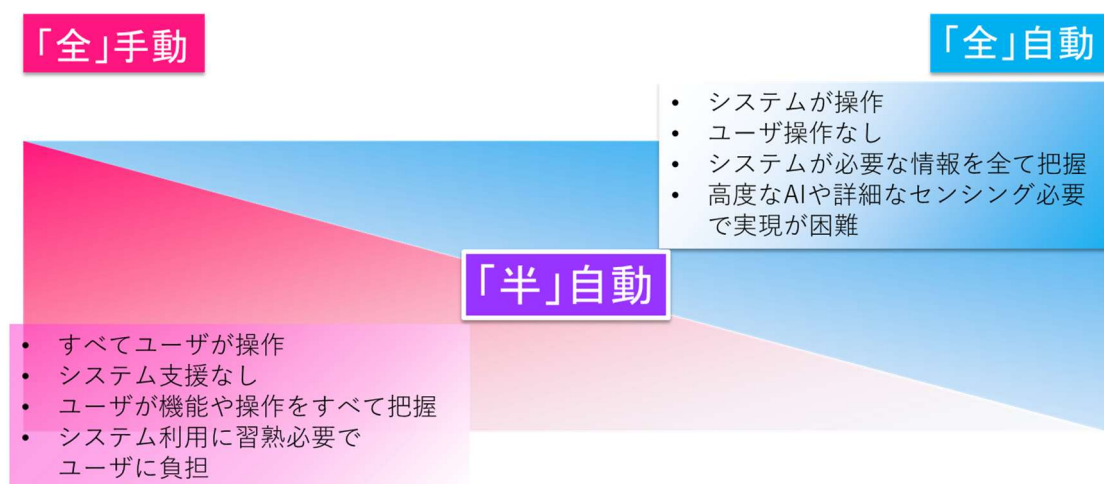 「全」手動
「全」自動
• システムが操作
• ユーザ操作なし
• システムが必要な情報を全て把握
• 高度なAIや詳細なセンシング必要
で実現が困難
「半」自動
• すべてユーザが操作
• システム支援なし
• ユーザが機能や操作をすべて把握
• システム利用に習熟必要で
ユーザに負担